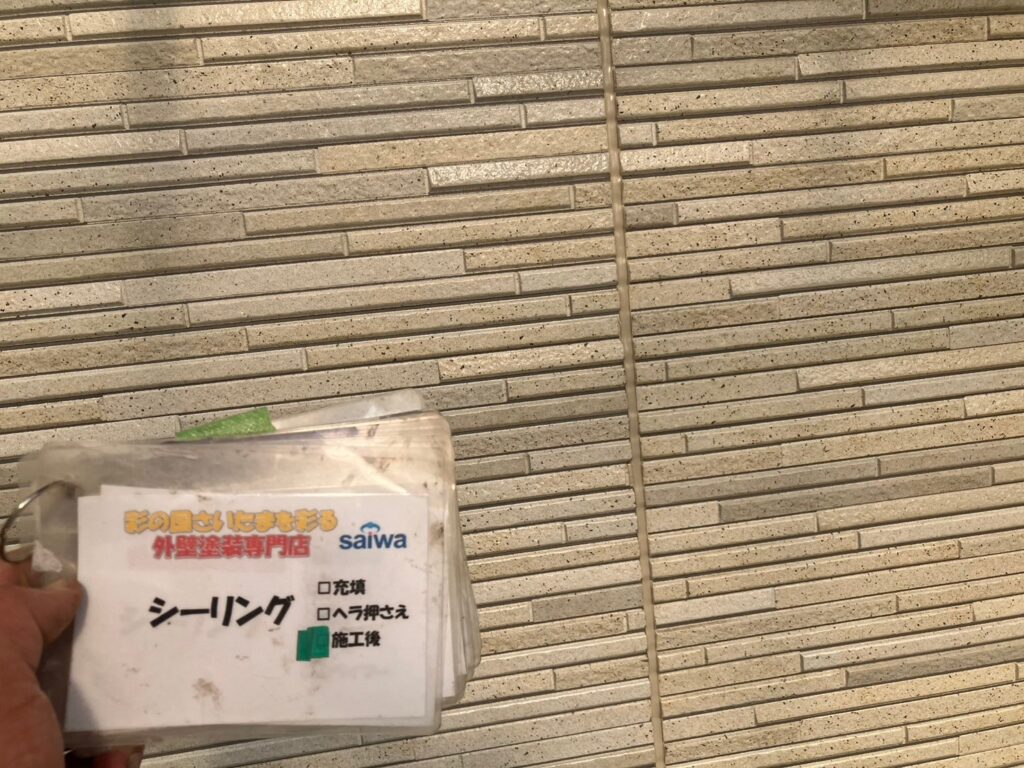 彩の国さいたまを彩る
外壁塗装専門店
saiwa
シーリング
□充填
□ヘラ押さえ
施工後